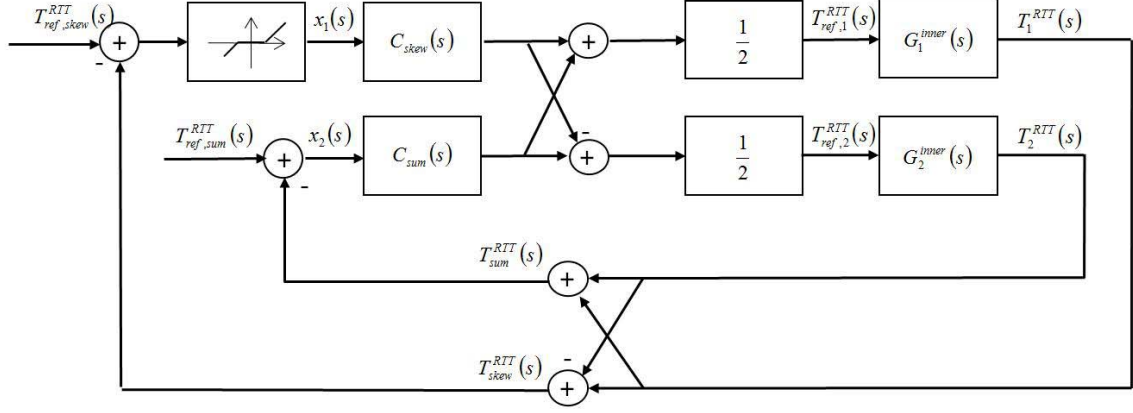 T_{ref,skew}^{RTT}(s)
+
-
x_1(s)
C_{skew}(s)
+
1/2
T_{ref,1}^{RTT}(s)
G_1^{inner}(s)
T_1^{RTT}(s)
T_{ref,sum}^{RTT}(s)
+
-
x_2(s)
C_{sum}(s)
-
+
1/2
T_{ref,2}^{RTT}(s)
G_2^{inner}(s)
T_2^{RTT}(s)
T_{sum}^{RTT}(s)
+
T_{skew}^{RTT}(s)
-
+